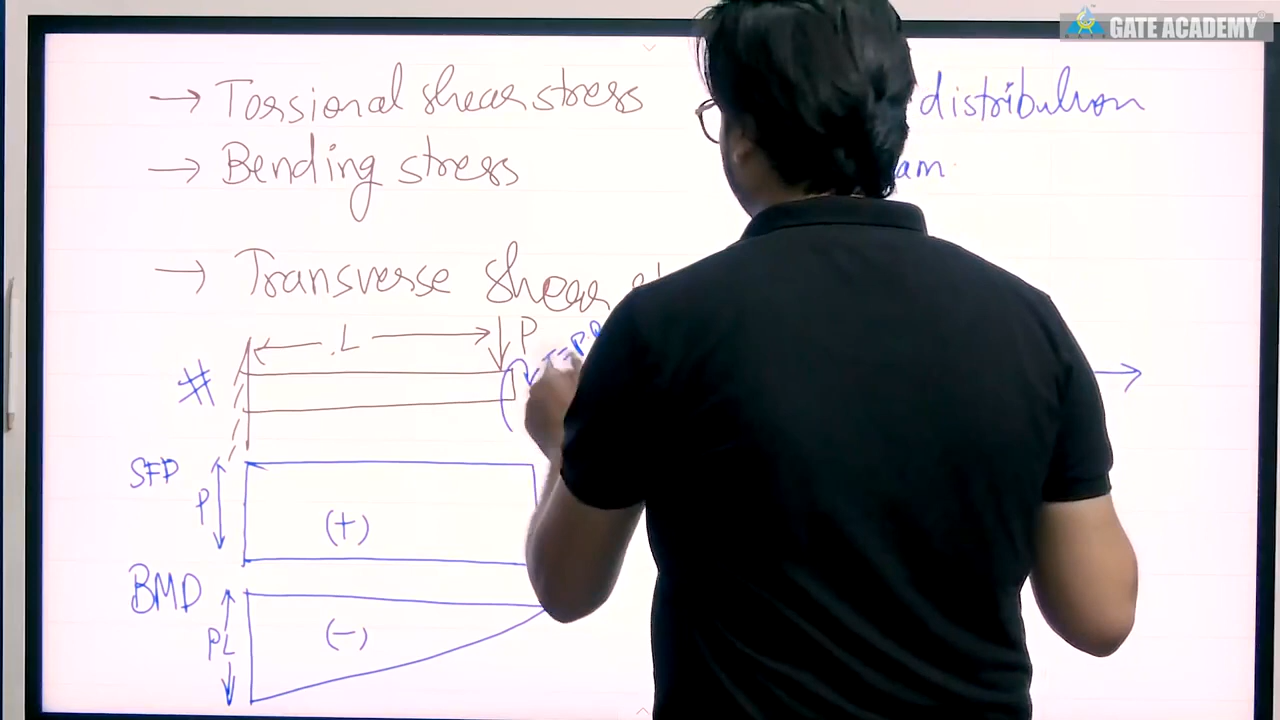 GATE ACADEMY
→ Torsional shear stress
distribution
→ Bending stress
am
→ Transverse shear
L
P
#
T=P.
SFD
P
(+)
BMD
PL
(-)